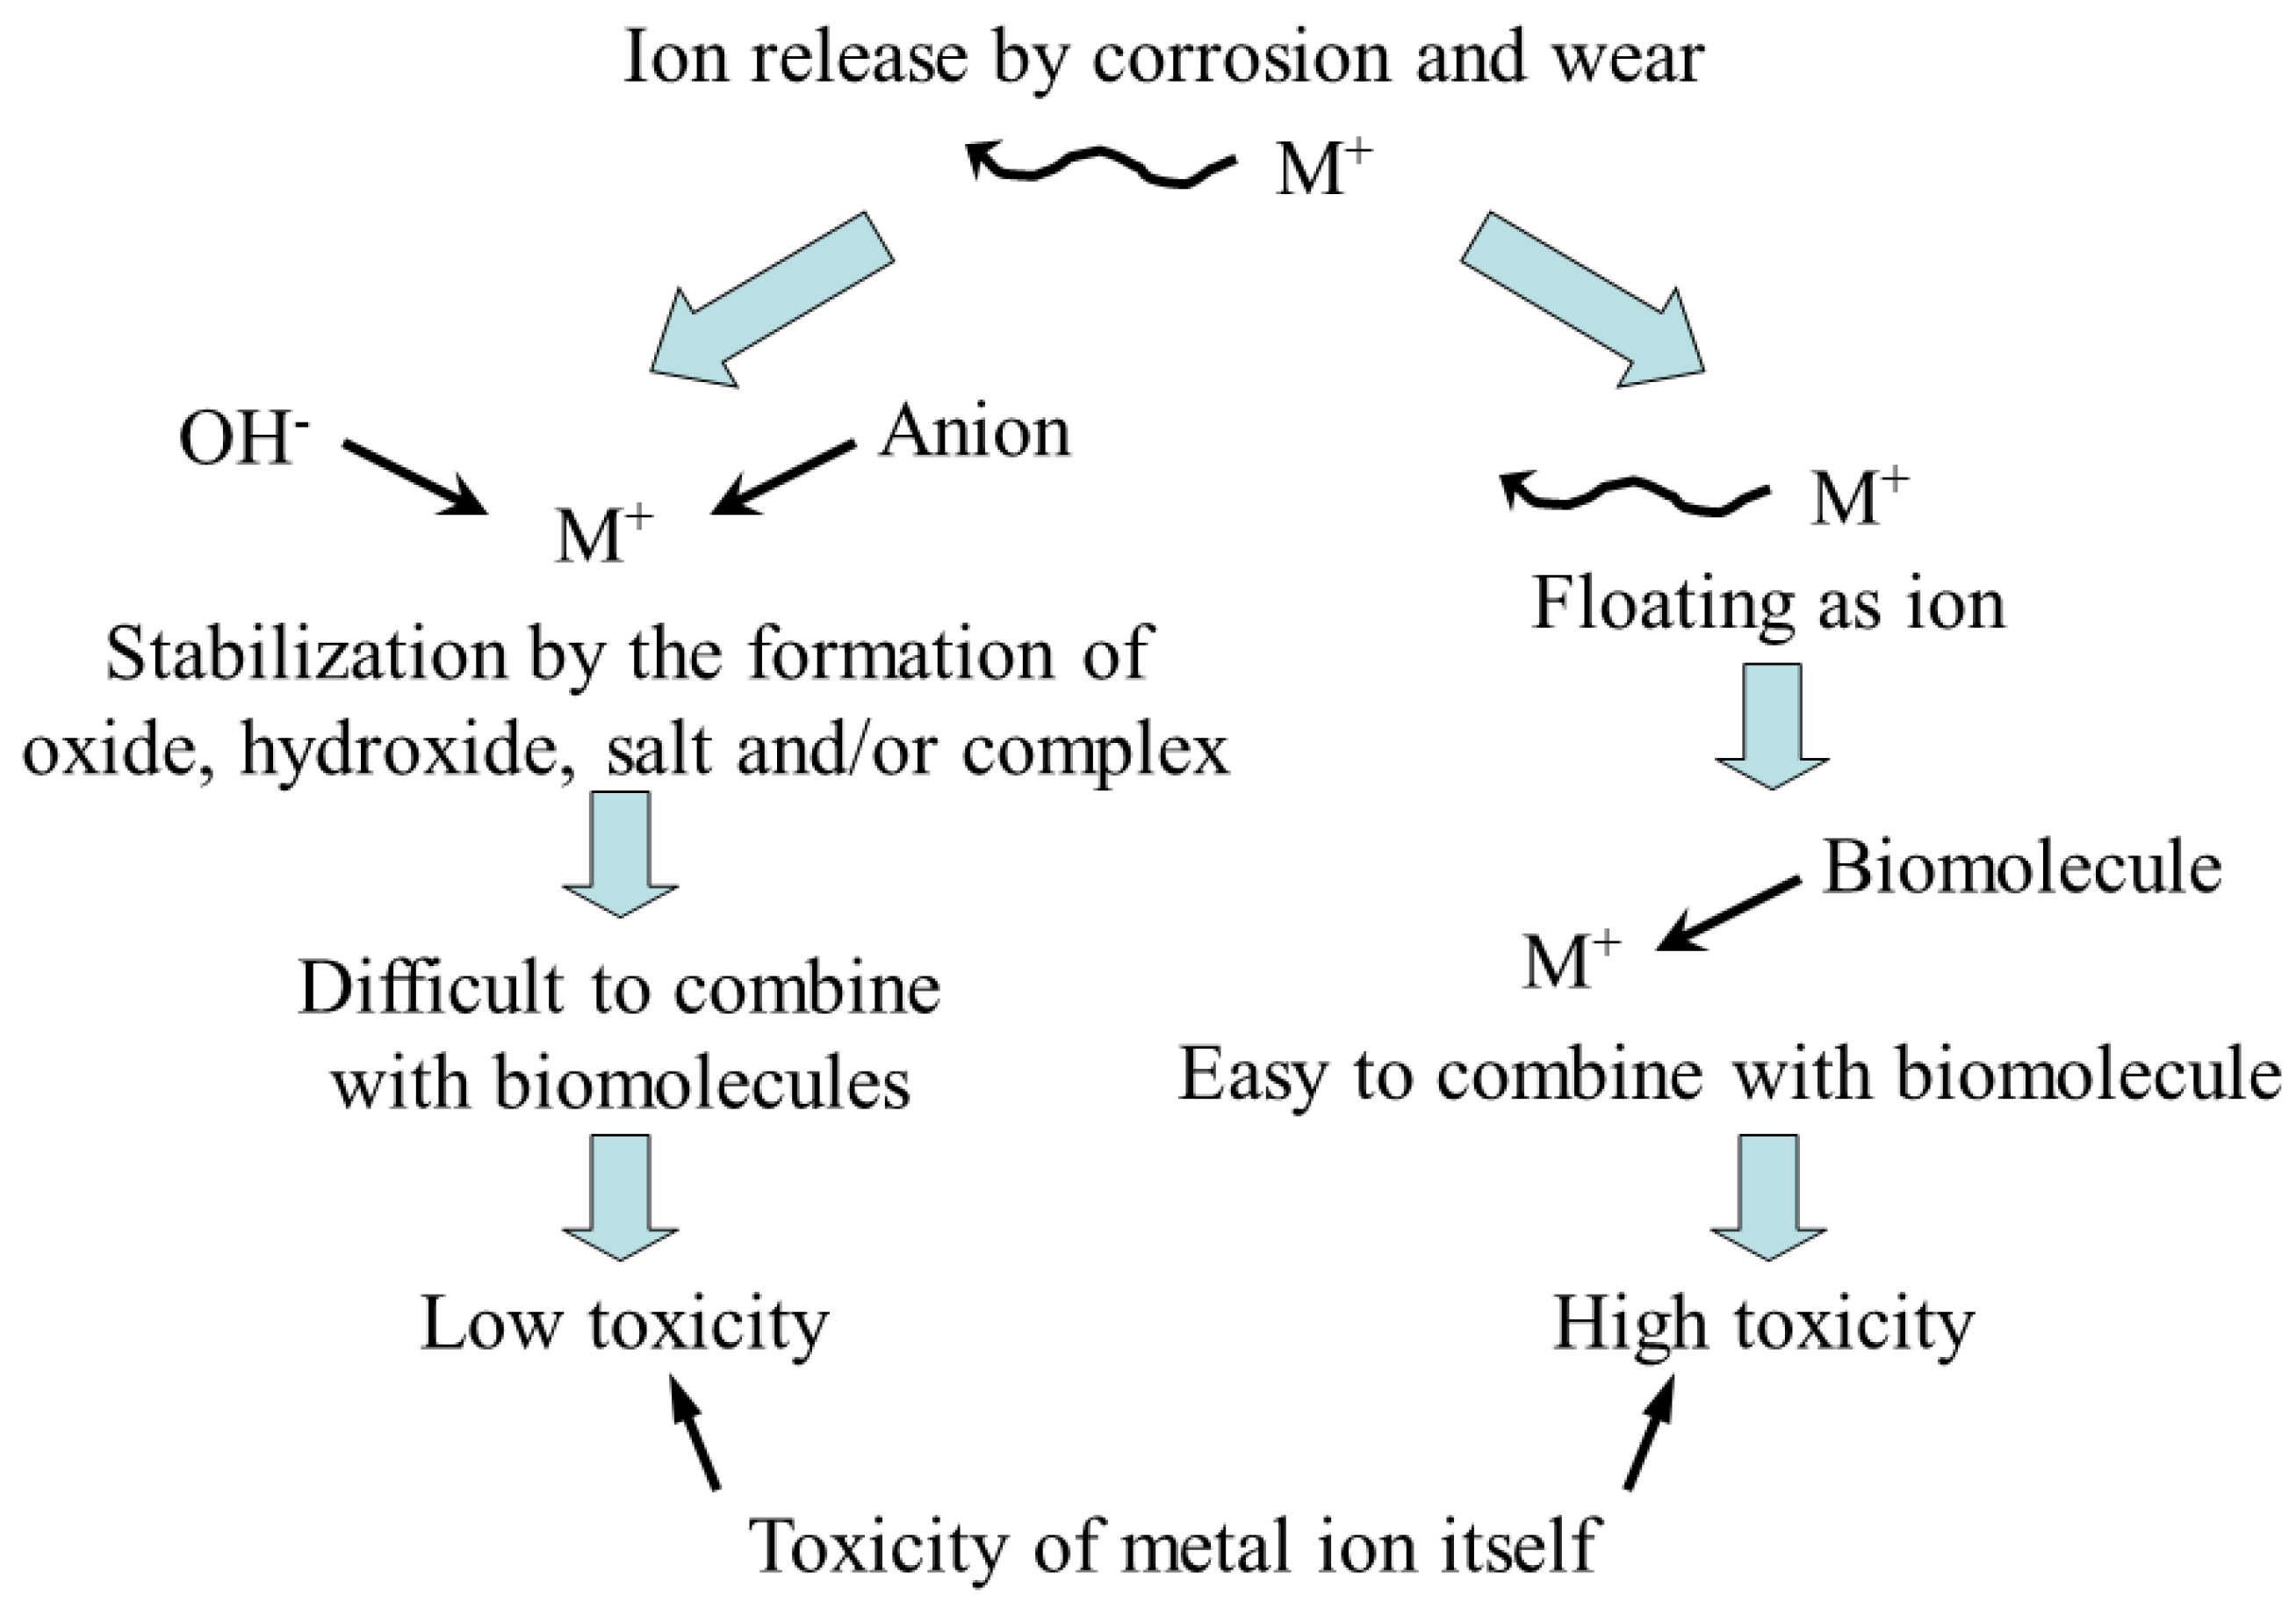 Ion release by corrosion and wear
M⁺
OH⁻
Anion
M⁺
Stabilization by the formation of
oxide, hydroxide, salt and/or complex
Difficult to combine
with biomolecules
Low toxicity
M⁺
Floating as ion
Biomolecule
M⁺
Easy to combine with biomolecule
High toxicity
Toxicity of metal ion itself